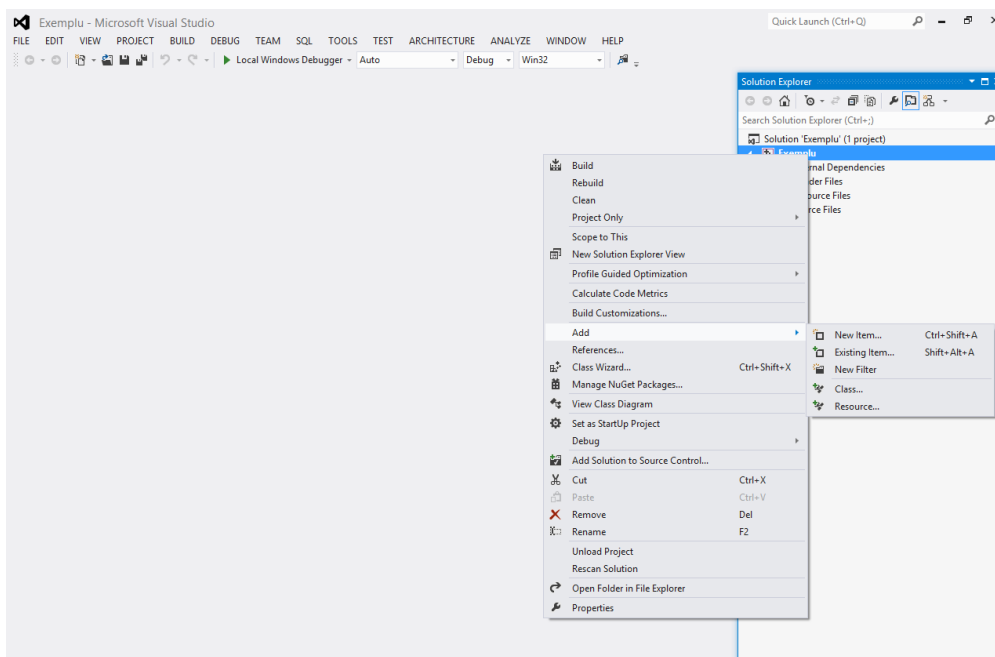 Exemplu - Microsoft Visual Studio
Quick Launch (Ctrl+Q)
FILE EDIT VIEW PROJECT BUILD DEBUG TEAM SQL TOOLS TEST ARCHITECTURE ANALYZE WINDOW HELP
Local Windows Debugger Auto Debug Win32
Solution Explorer
Search Solution Explorer (Ctrl+;)
Solution 'Exemplu' (1 project)
Exemplu
rnal Dependencies
der Files
ource Files
rce Files
Build
Rebuild
Clean
Project Only
Scope to This
New Solution Explorer View
Profile Guided Optimization
Calculate Code Metrics
Build Customizations...
Add
References...
Class Wizard... Ctrl+Shift+X
Manage NuGet Packages...
View Class Diagram
Set as StartUp Project
Debug
Add Solution to Source Control...
Cut Ctrl+X
Paste Ctrl+V
Remove Del
Rename F2
Unload Project
Rescan Solution
Open Folder in File Explorer
Properties
New Item... Ctrl+Shift+A
Existing Item... Shift+Alt+A
New Filter
Class...
Resource...